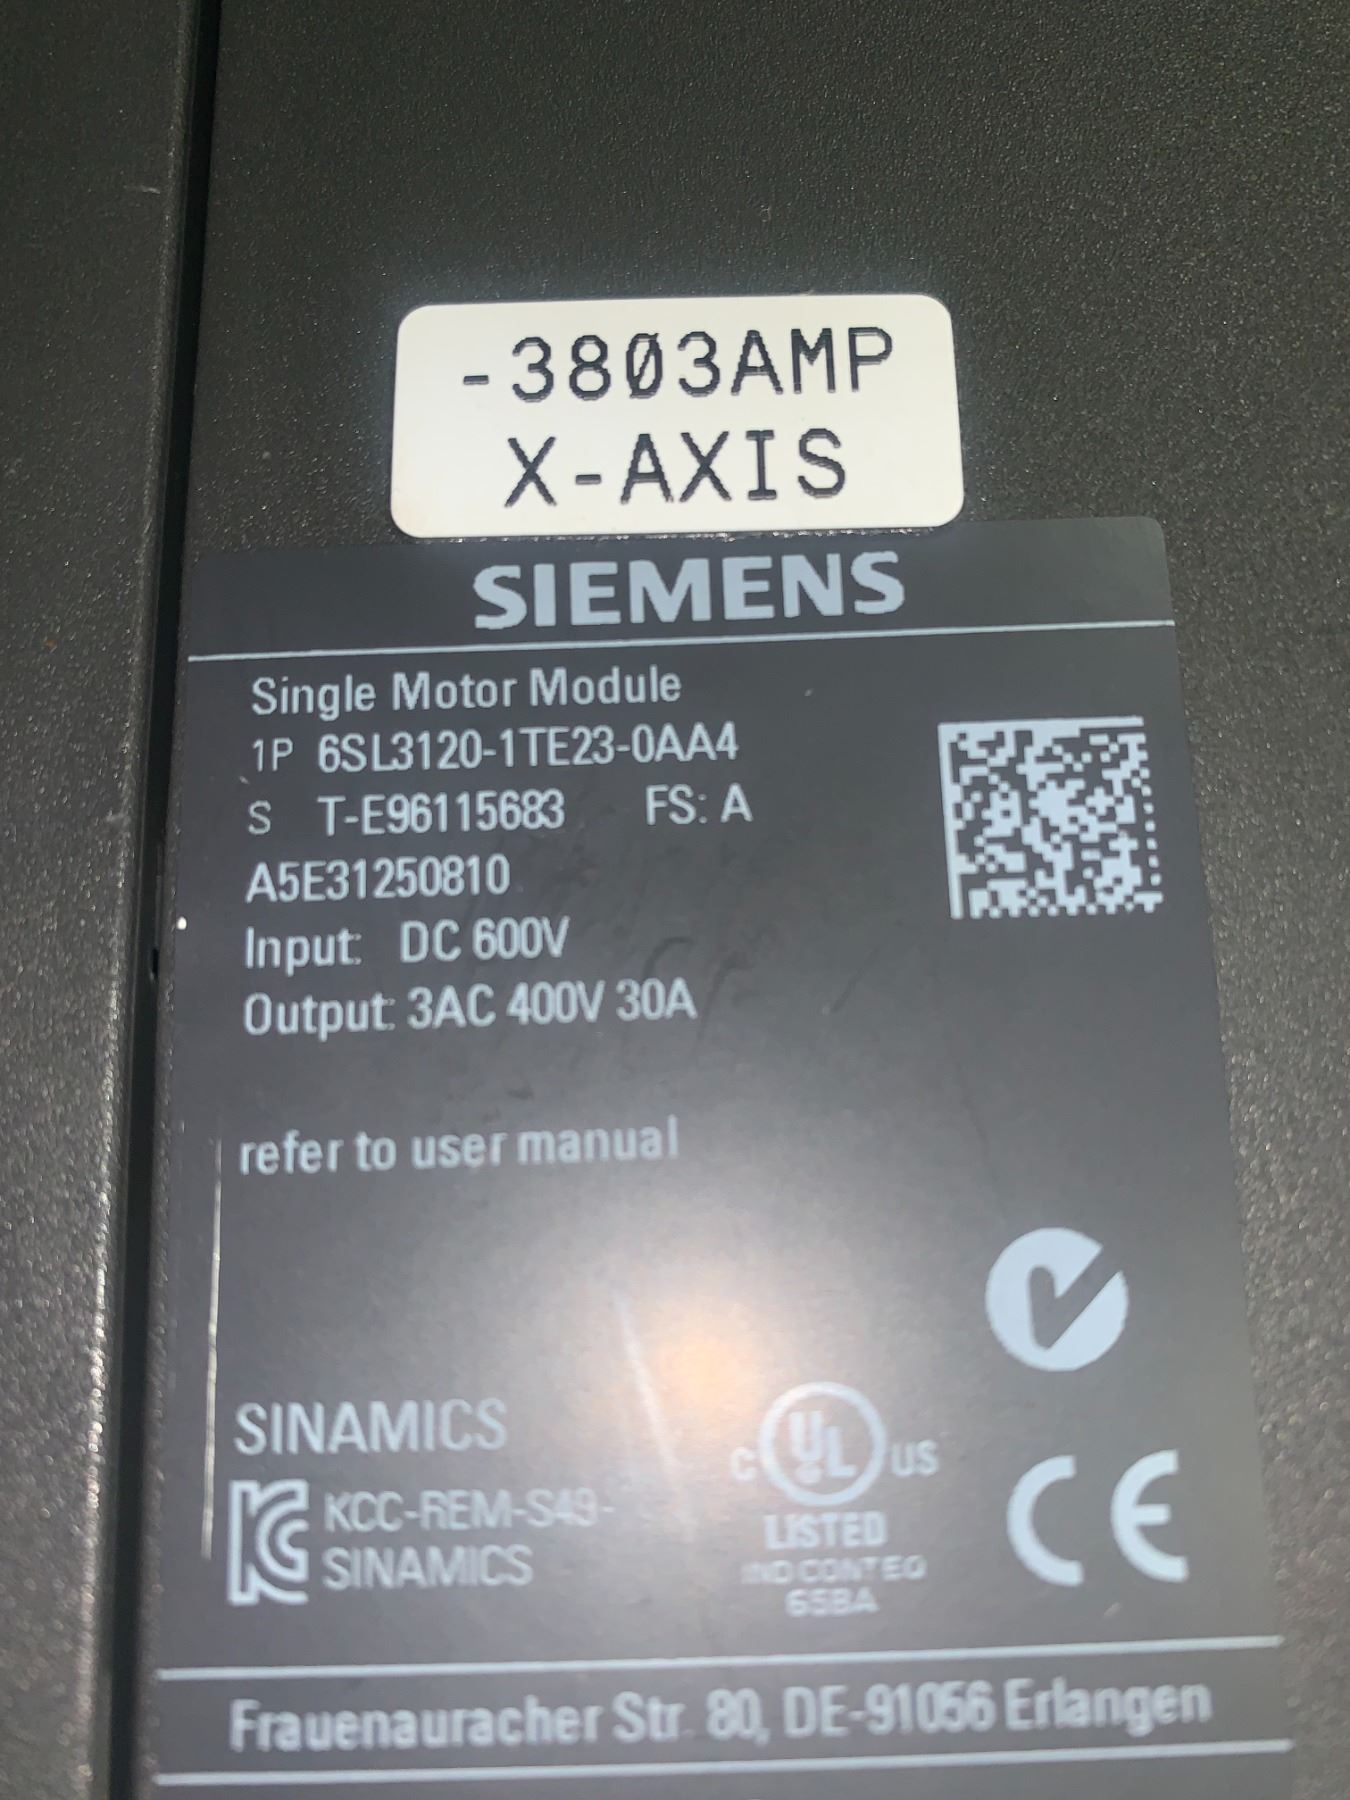 -38Ø3AMP
X-AXIS
SIEMENS
Single Motor Module
1P 6SL3120-1TE23-0AA4
S T-E96115683 FS: A
A5E31250810
Input: DC 600V
Output: 3AC 400V 30A
refer to user manual
SINAMICS
KCC-REM-S49-
SINAMICS
C UL US
LISTED
IND CONT EQ
65BA
CE
Frauenauracher Str. 80, DE-91056 Erlangen